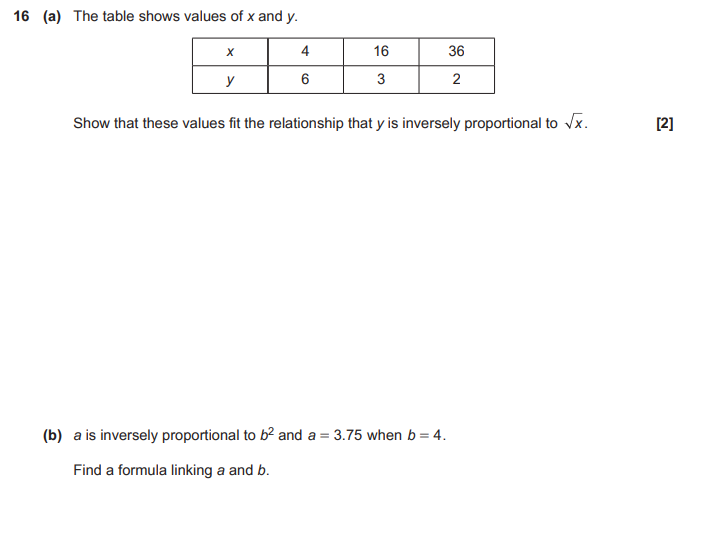 16 (a) The table shows values of x and y.
x 4 16 36
y 6 3 2
Show that these values fit the relationship that y is inversely proportional to √x. [2]
(b) a is inversely proportional to b² and a = 3.75 when b = 4.
Find a formula linking a and b.